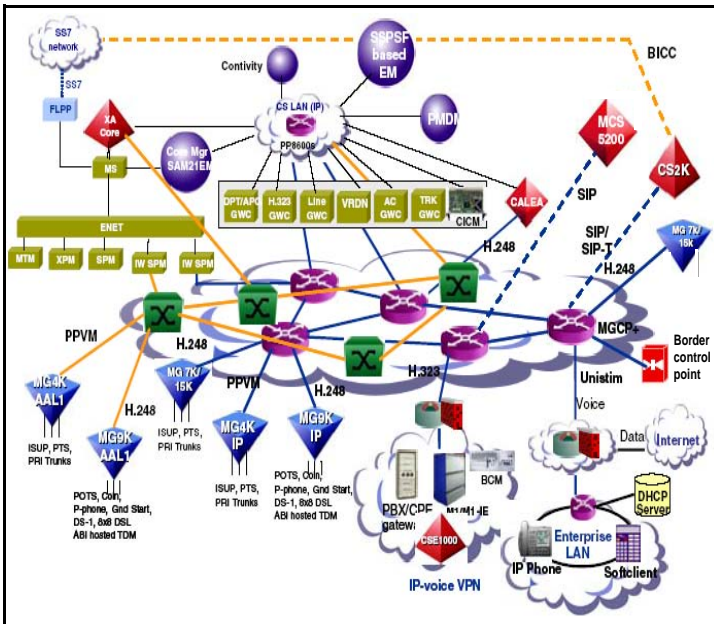 SS7
network
SS7
FLPP
XA
Core
MS
Contivity
CS LAN (IP)
PP8600s
SSPSF
based
EM
PMDM
Core Mgr
SAM21EM
BICC
MCS
5200
CS2K
DPT/APC
GWC
H.323
GWC
Line
GWC
VRDN
AC
GWC
TRK
GWC
CICM
CALEA
SIP
ENET
MTM
XPM
SPM
IW SPM
IW SPM
H.248
SIP/
SIP-T
H.248
MG 7k/
15k
PPVM
H.248
MGCP+
Border
control
point
H.323
Unistim
Voice
Data
Internet
MG4K
AAL1
ISUP, PTS,
PRI Trunks
H.248
MG9K
AAL1
POTS, Coin,
P-phone, Gnd Start,
DS-1, 8x8 DSL
ABI hosted TDM
MG 7K/
15K
ISUP, PTS,
PRI Trunks
PPVM
MG4K
IP
ISUP, PTS,
PRI Trunks
H.248
MG9K
IP
POTS, Coin,
P-phone, Gnd Start,
DS-1, 8x8 DSL
ABI hosted TDM
BCM
PBX/CPE
gateway
CSE1000
IP-voice VPN
DHCP
Server
Enterprise
LAN
IP Phone
Softclient